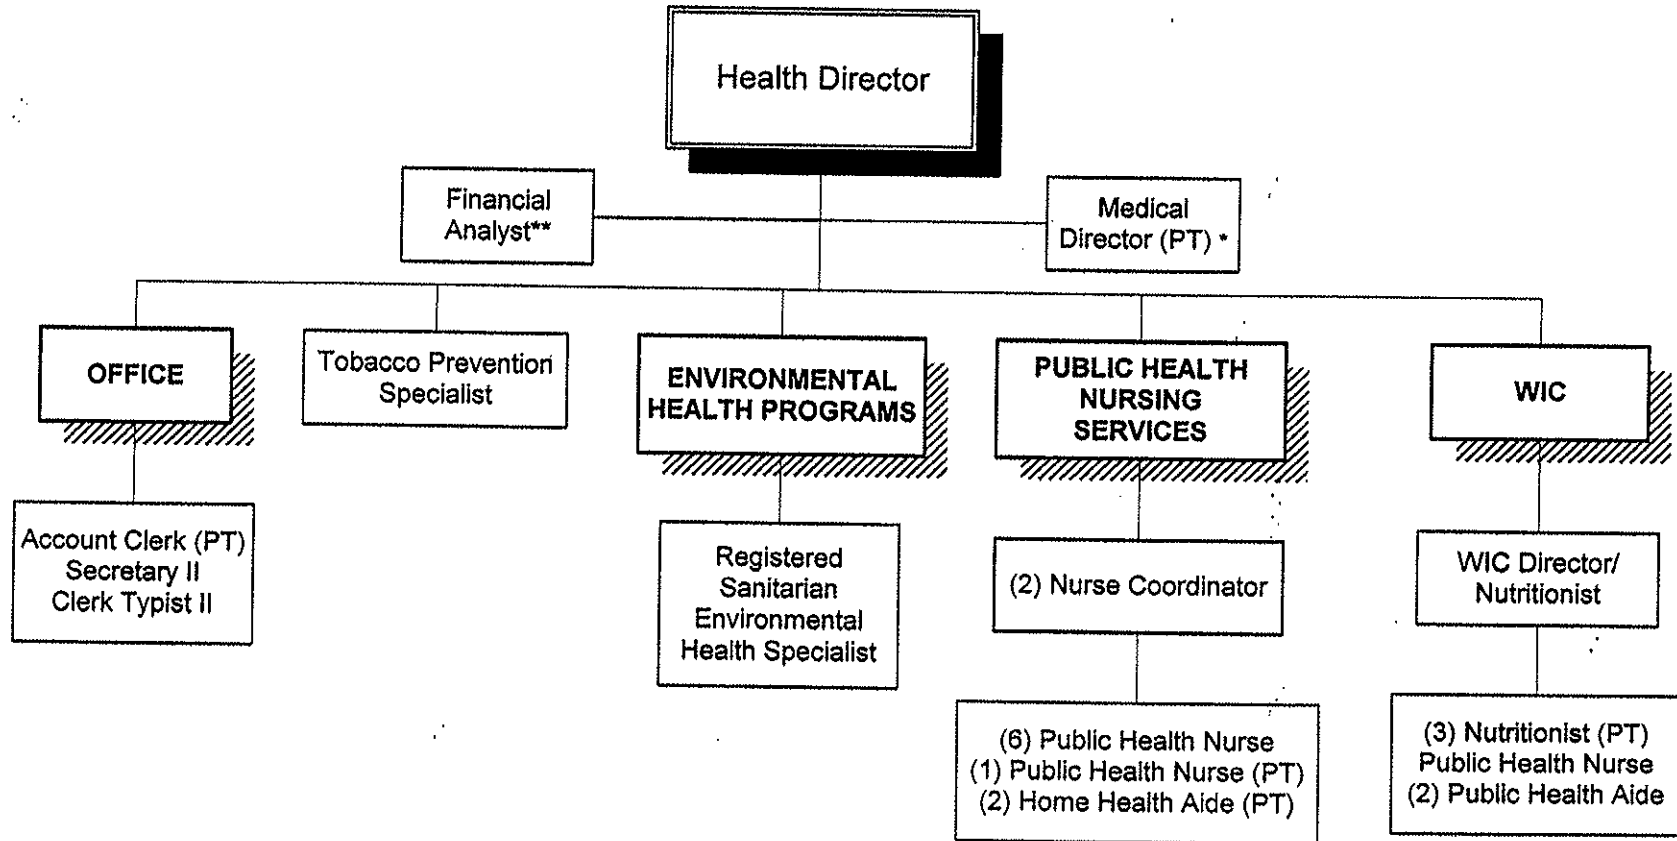 Health Director
Financial
Analyst**
Medical
Director (PT) *
OFFICE
Tobacco Prevention
Specialist
ENVIRONMENTAL
HEALTH PROGRAMS
PUBLIC HEALTH
NURSING
SERVICES
WIC
Account Clerk (PT)
Secretary II
Clerk Typist II
Registered
Sanitarian
Environmental
Health Specialist
(2) Nurse Coordinator
WIC Director/
Nutritionist
(6) Public Health Nurse
(1) Public Health Nurse (PT)
(2) Home Health Aide (PT)
(3) Nutritionist (PT)
Public Health Nurse
(2) Public Health Aide